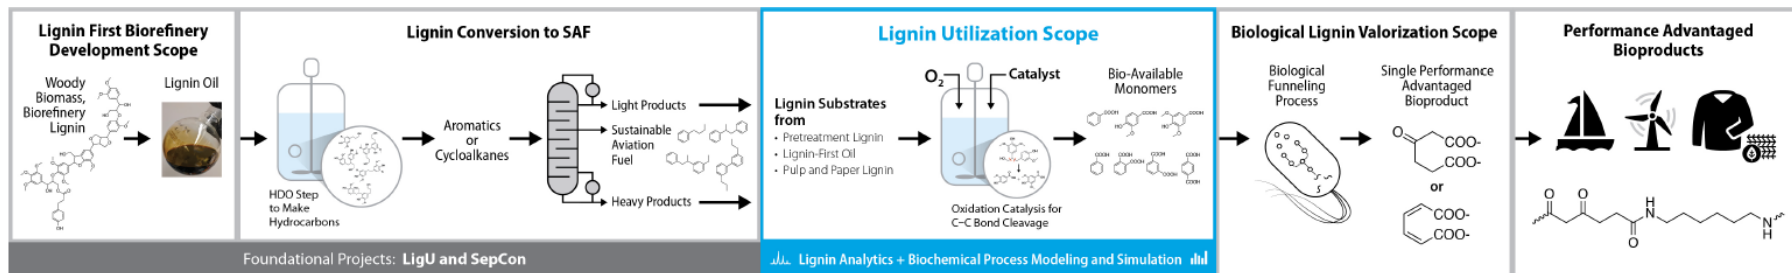 Lignin First Biorefinery
Development Scope
Woody
Biomass,
Biorefinery
Lignin
Lignin Oil
Lignin Conversion to SAF
HDO Step
to Make
Hydrocarbons
Aromatics
or
Cycloalkanes
Light Products
Sustainable
Aviation
Fuel
Heavy Products
Foundational Projects: LigU and SepCon
Lignin Utilization Scope
Lignin Substrates
from
• Pretreatment Lignin
• Lignin-First Oil
• Pulp and Paper Lignin
O₂
Catalyst
Oxidation Catalysis for
C–C Bond Cleavage
Bio-Available
Monomers
Lignin Analytics + Biochemical Process Modeling and Simulation
Biological Lignin Valorization Scope
Biological
Funneling
Process
Single Performance
Advantaged
Bioproduct
O
COO-
COO-
or
COO-
COO-
Performance Advantaged
Bioproducts
O O
H
N
O
N
H